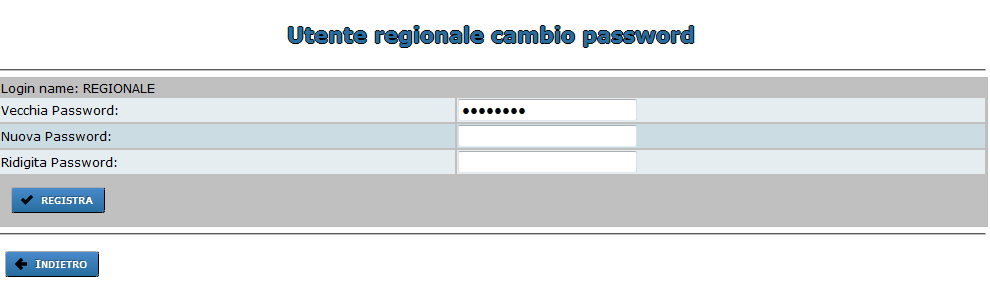 Utente regionale cambio password
Login name: REGIONALE
Vecchia Password: ••••••••
Nuova Password:
Ridigita Password:
REGISTRA
INDIETRO